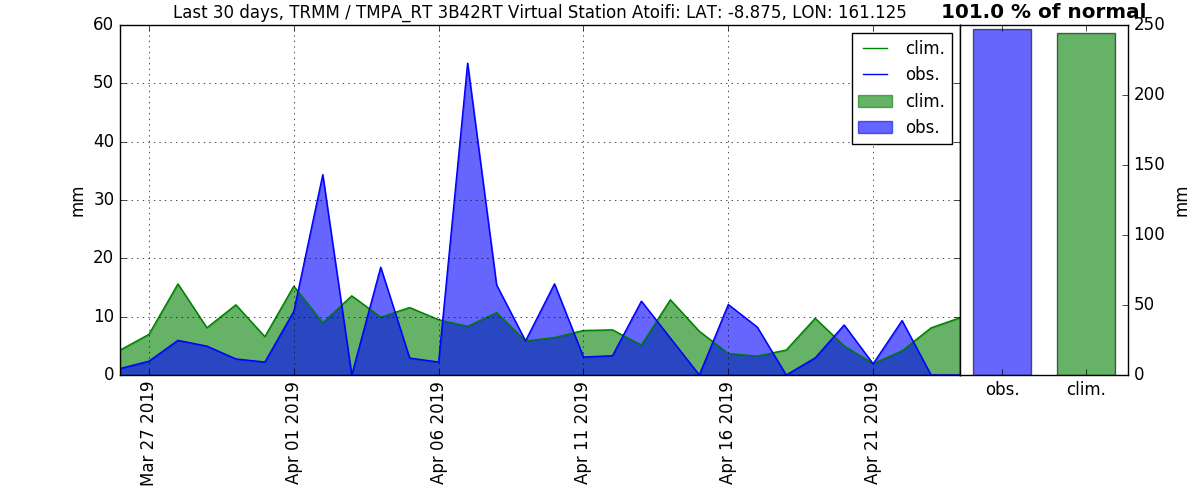 Last 30 days, TRMM / TMPA_RT 3B42RT Virtual Station Atoifi: LAT: -8.875, LON: 161.125
101.0 % of normal
mm
60
50
40
30
20
10
0
clim.
obs.
clim.
obs.
Mar 27 2019
Apr 01 2019
Apr 06 2019
Apr 11 2019
Apr 16 2019
Apr 21 2019
250
200
150
100
50
0
mm
obs.
clim.